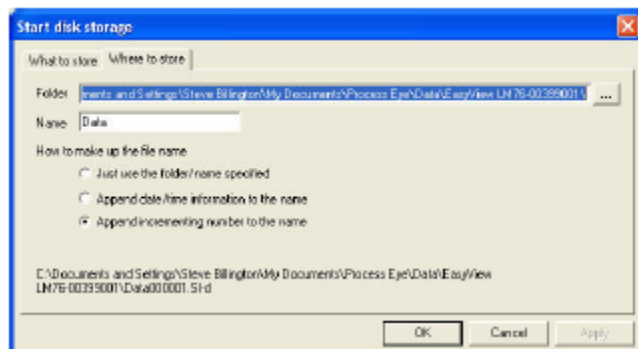 Start disk storage
What to store Where to store
Folder ments and Settings\Steve Billington\My Documents\Process Eye\Data\EasyView LM76-00399001\ ...
Name Data
How to make up the file name
Just use the folder/name specified
Append date/time information to the name
Append incrementing number to the name
C:\Documents and Settings\Steve Billington\My Documents\Process Eye\Data\EasyView
LM76-00399001\Data000001.
OK Cancel Apply